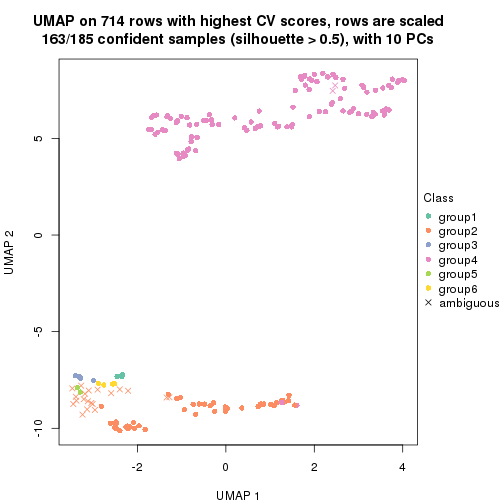 UMAP on 714 rows with highest CV scores, rows are scaled
163/185 confident samples (silhouette > 0.5), with 10 PCs
5
0
-5
-10
UMAP 2
-2
0
2
4
UMAP 1
Class
group1
group2
group3
group4
group5
group6
ambiguous